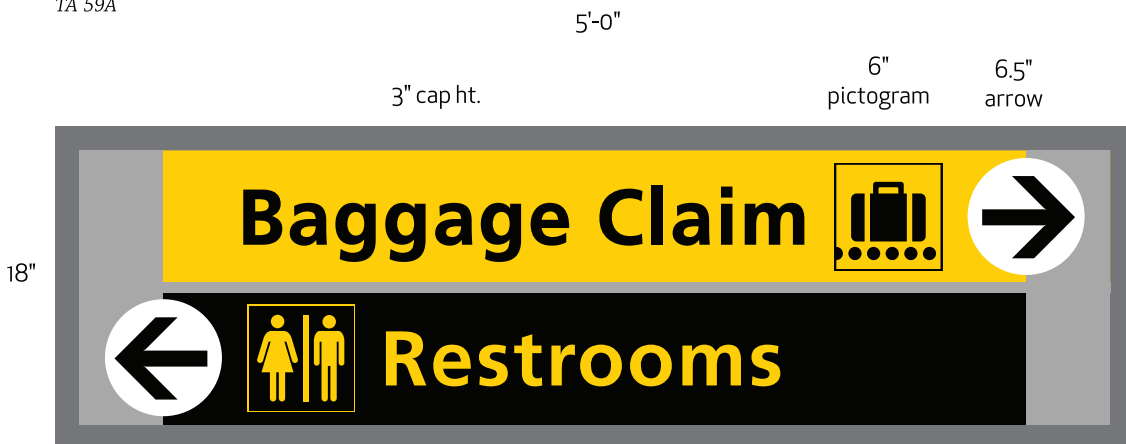 TA 59A
5'-0"
6"
pictogram
6.5"
arrow
3" cap ht.
Baggage Claim
18"
Restrooms